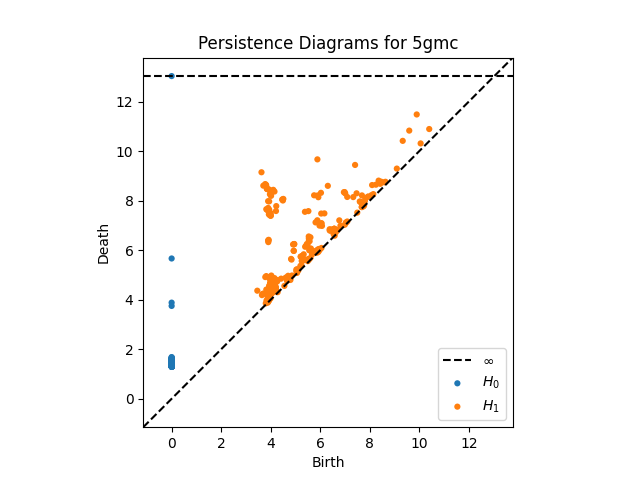 Persistence Diagrams for 5gmc
Death
12
10
8
6
4
2
0
0 2 4 6 8 10 12
Birth
∞
H₀
H₁